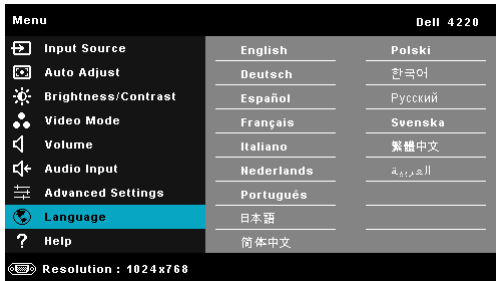 Menu
Dell 4220
Input Source
Auto Adjust
Brightness/Contrast
Video Mode
Volume
Audio Input
Advanced Settings
Language
Help
English
Deutsch
Español
Français
Italiano
Nederlands
Português
日本語
简体中文
Polski
한국어
Русский
Svenska
繁體中文
العربية
Resolution : 1024x768